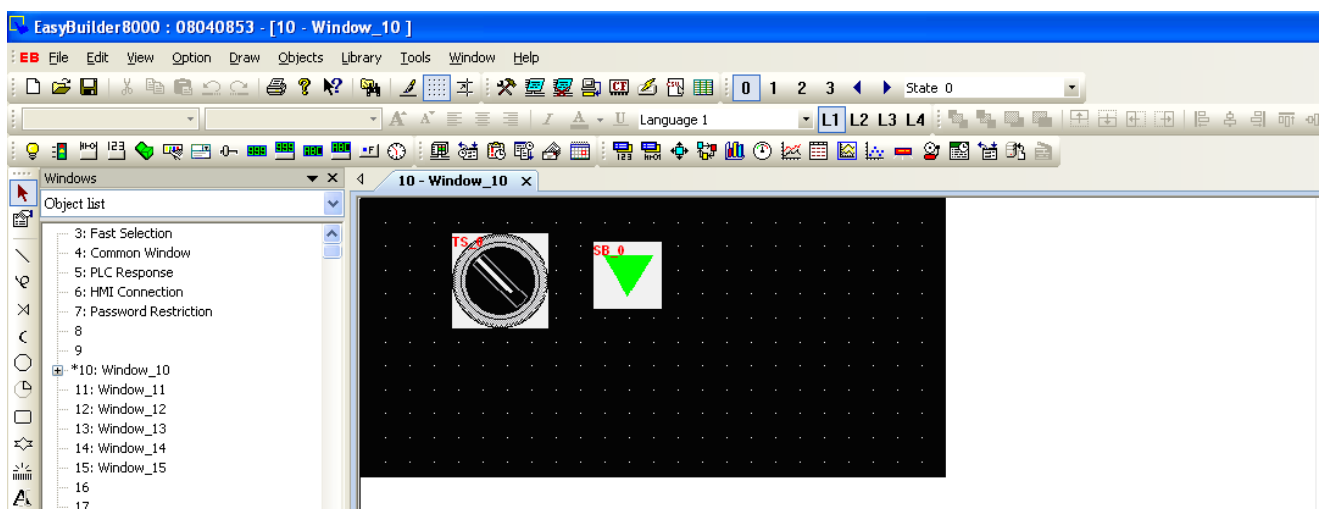 EasyBuilder8000 : 08040853 - [10 - Window_10 ]
EB File Edit View Option Draw Objects Library Tools Window Help
0 1 2 3 State 0
A A I A U Language 1 L1 L2 L3 L4
Windows
10 - Window_10
Object list
3: Fast Selection
4: Common Window
5: PLC Response
6: HMI Connection
7: Password Restriction
8
9
*10: Window_10
11: Window_11
12: Window_12
13: Window_13
14: Window_14
15: Window_15
16
17
A
TS_0
SB_0